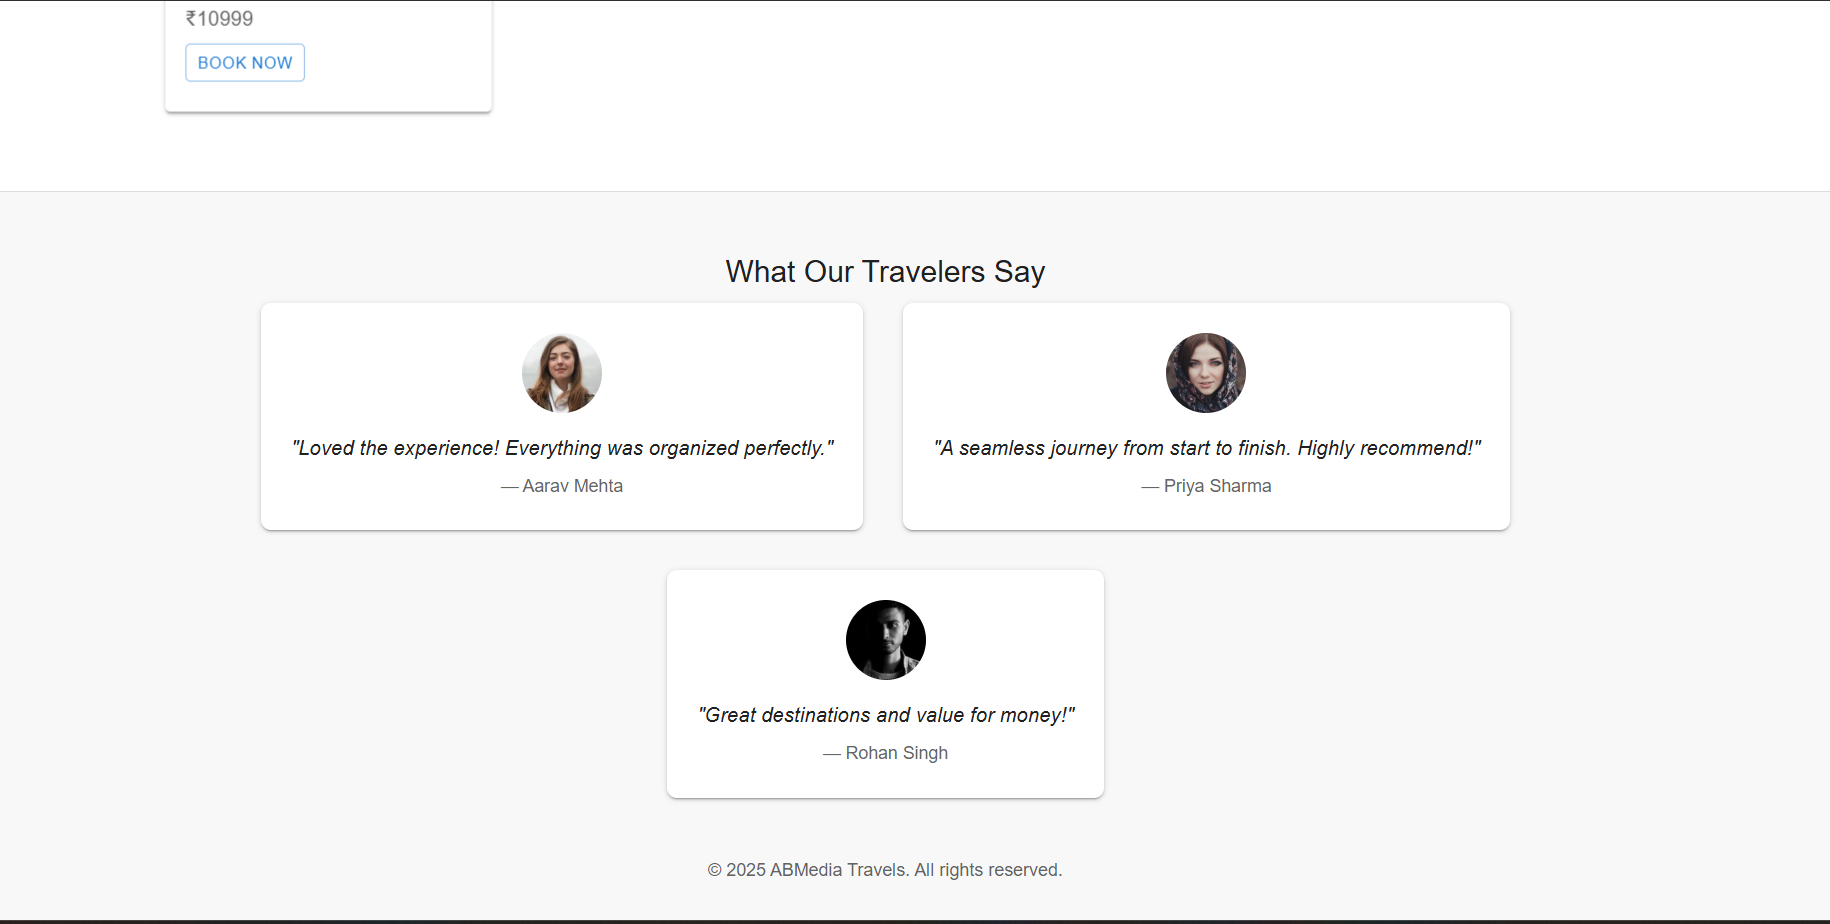 ₹10999
BOOK NOW
What Our Travelers Say
"Loved the experience! Everything was organized perfectly."
— Aarav Mehta
"A seamless journey from start to finish. Highly recommend!"
— Priya Sharma
"Great destinations and value for money!"
— Rohan Singh
© 2025 ABMedia Travels. All rights reserved.